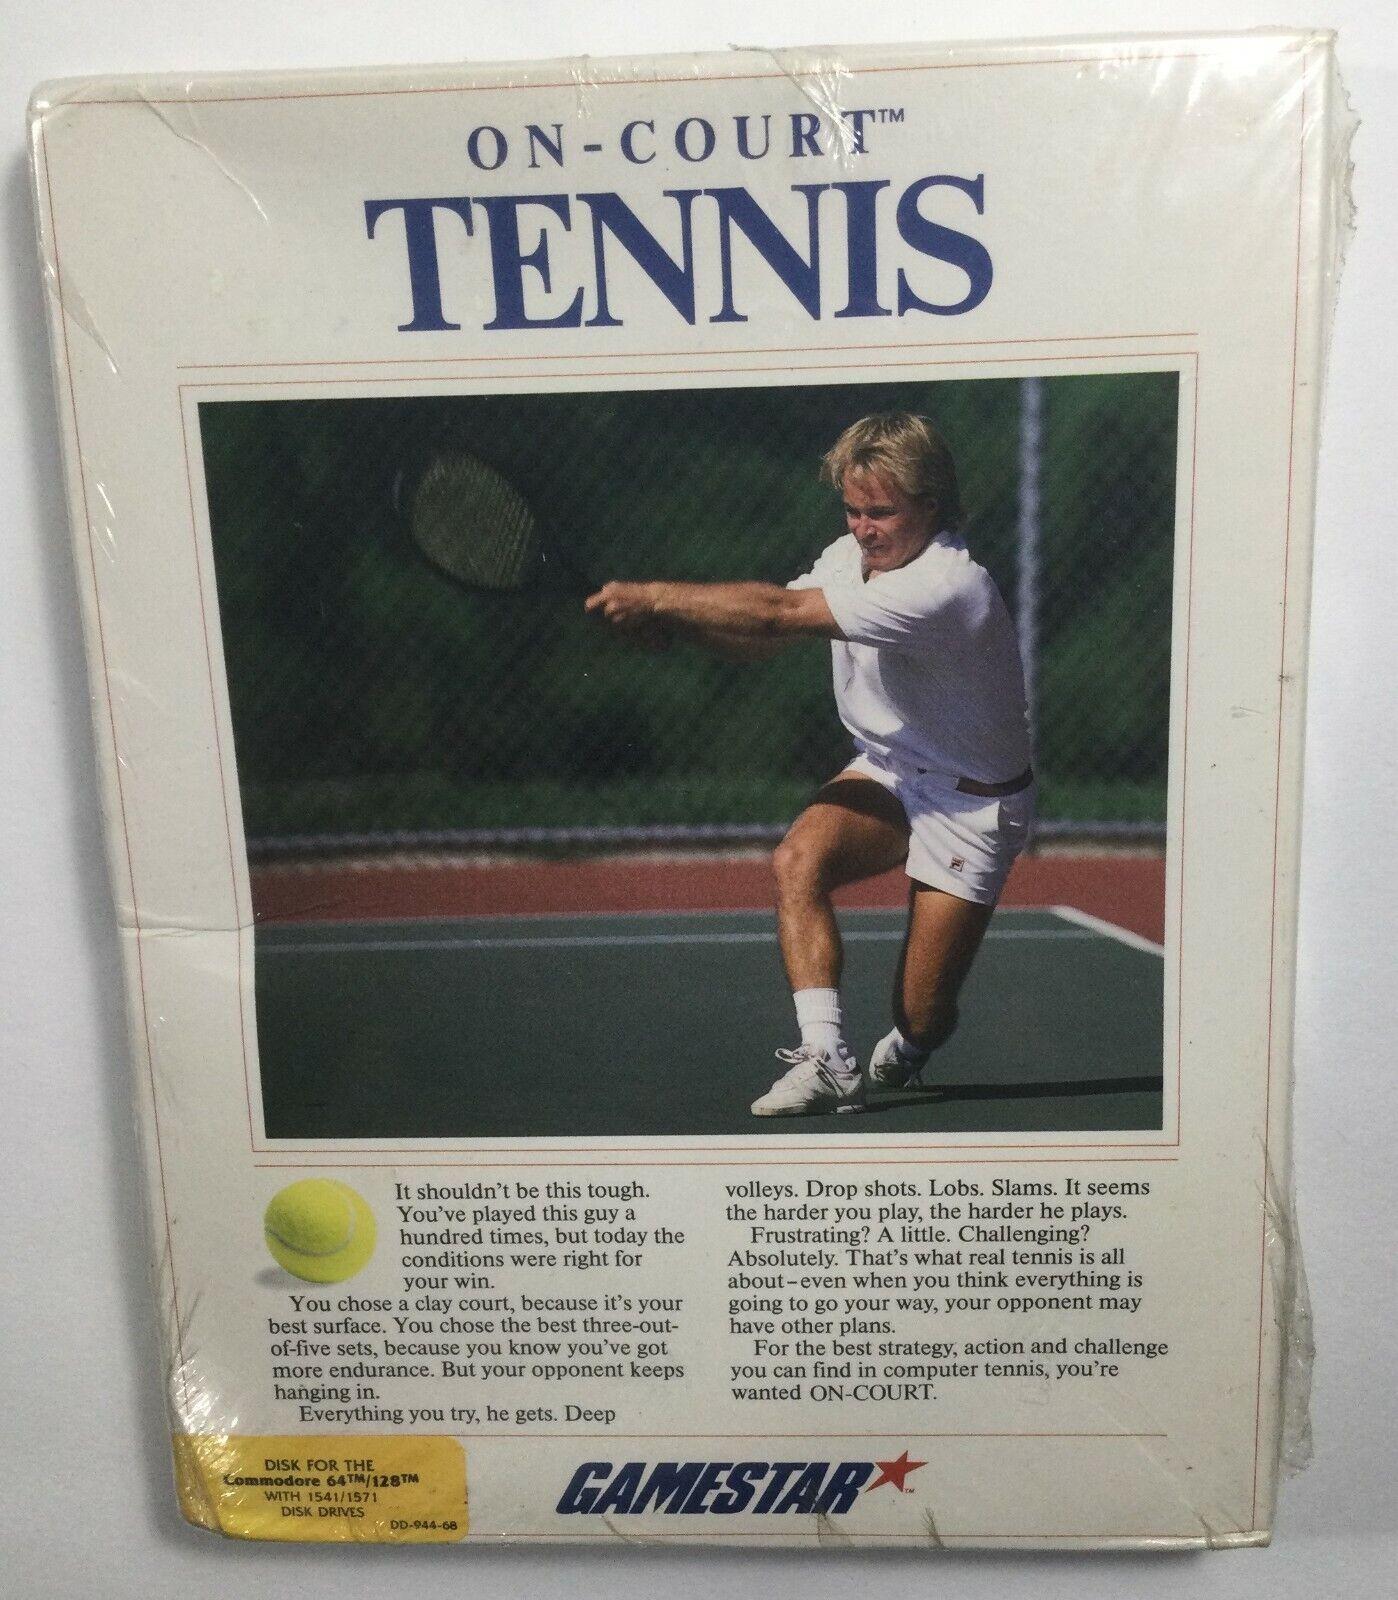 ON-COURT™
TENNIS
It shouldn't be this tough.
You've played this guy a
hundred times, but today the
conditions were right for
your win.
You chose a clay court, because it's your
best surface. You chose the best three-out-
of-five sets, because you know you've got
more endurance. But your opponent keeps
hanging in.
Everything you try, he gets. Deep
volleys. Drop shots. Lobs. Slams. It seems
the harder you play, the harder he plays.
Frustrating? A little. Challenging?
Absolutely. That's what real tennis is all
about–even when you think everything is
going to go your way, your opponent may
have other plans.
For the best strategy, action and challenge
you can find in computer tennis, you're
wanted ON-COURT.
DISK FOR THE
Commodore 64™/128™
WITH 1541/1571
DISK DRIVES
DD-944-68
GAMESTAR™